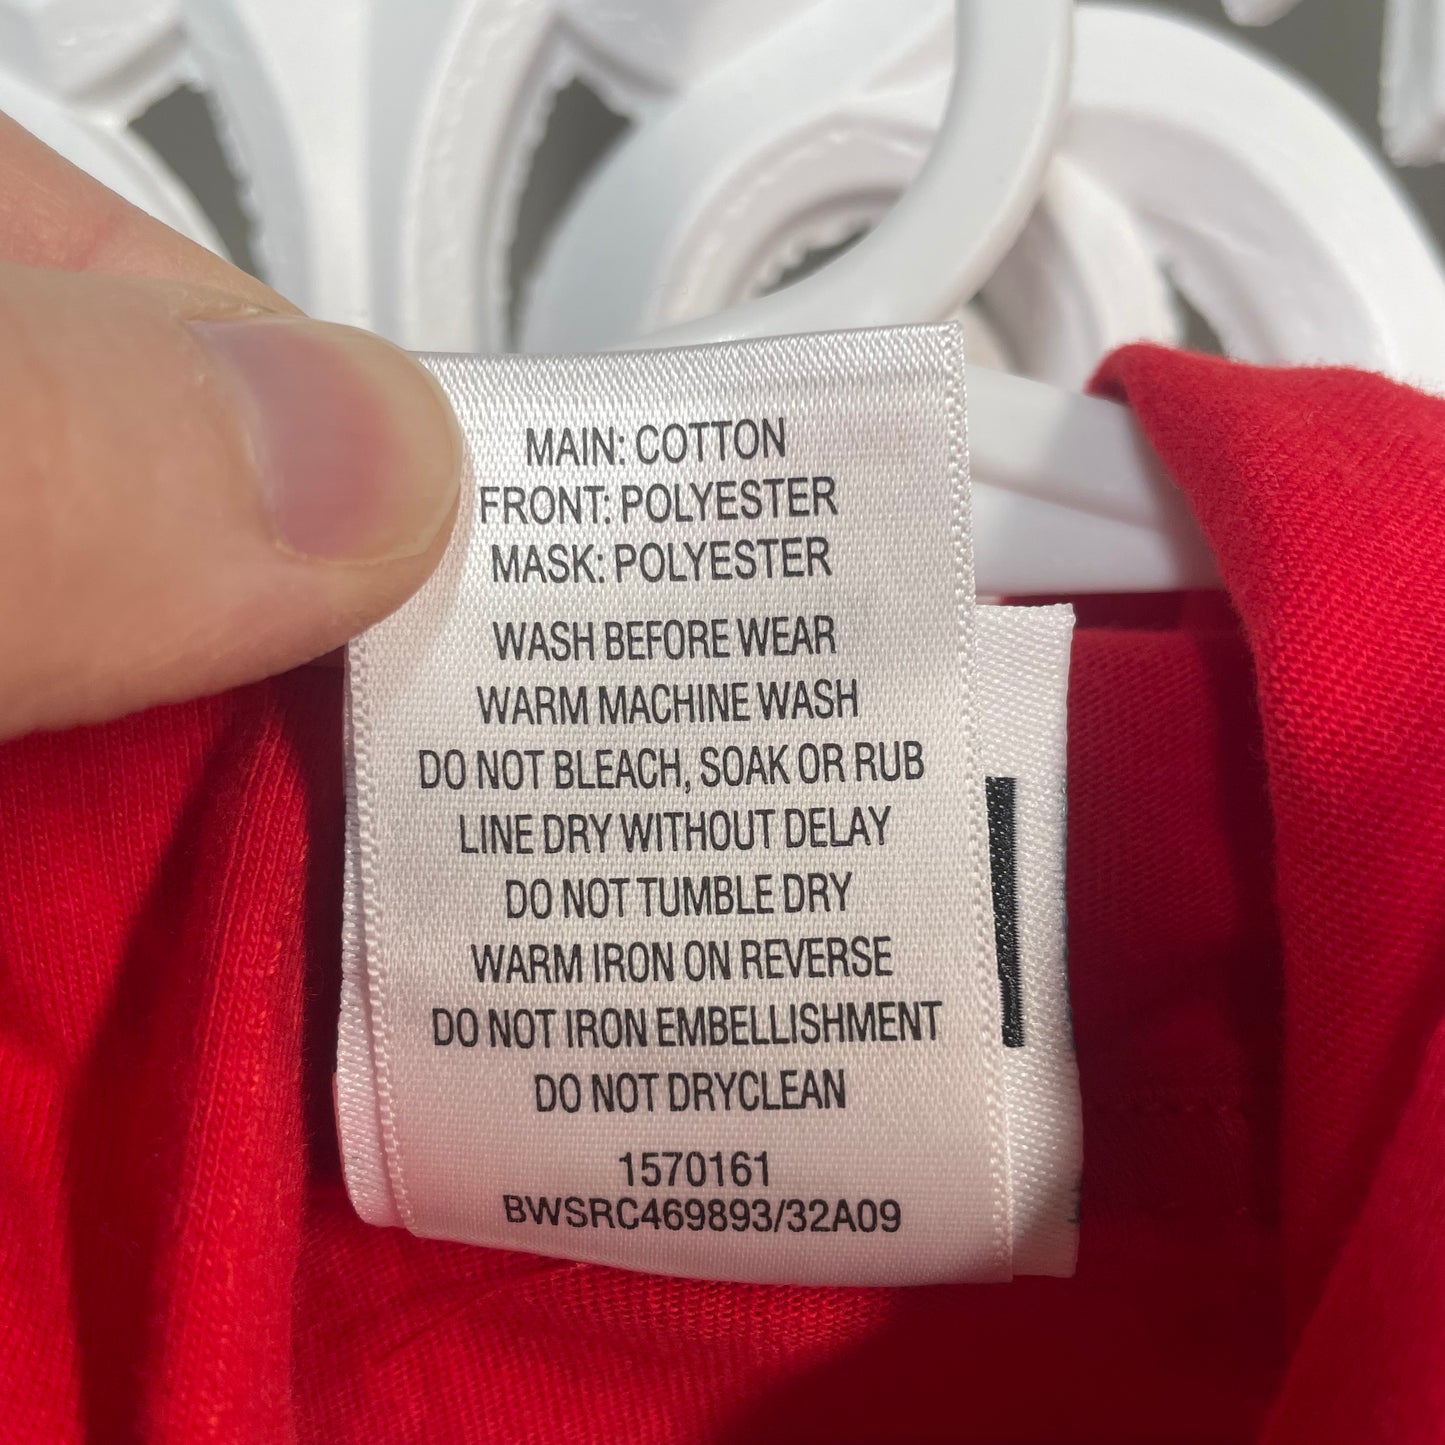 MAIN: COTTON
FRONT: POLYESTER
MASK: POLYESTER
WASH BEFORE WEAR
WARM MACHINE WASH
DO NOT BLEACH, SOAK OR RUB
LINE DRY WITHOUT DELAY
DO NOT TUMBLE DRY
WARM IRON ON REVERSE
DO NOT IRON EMBELLISHMENT
DO NOT DRYCLEAN
1570161
BWSRC469893/32A09